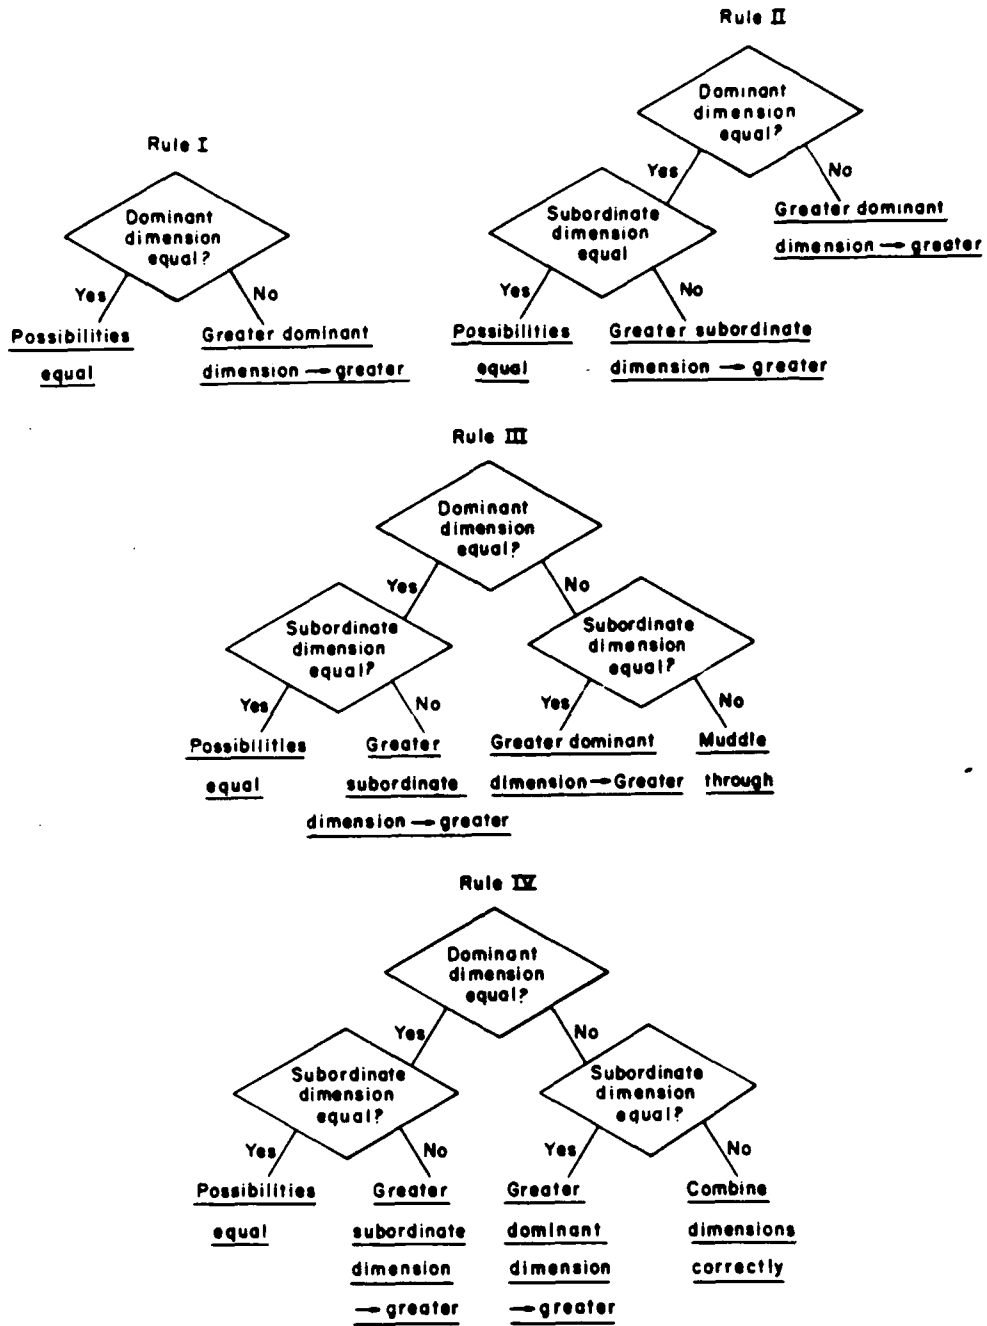 Rule I
Dominant
dimension
equal?
Yes
No
Possibilities
equal
Greater dominant
dimension → greater
Rule II
Dominant
dimension
equal?
Yes
No
Subordinate
dimension
equal
Greater dominant
dimension → greater
Yes
No
Possibilities
equal
Greater subordinate
dimension → greater
Rule III
Dominant
dimension
equal?
Yes
No
Subordinate
dimension
equal?
Subordinate
dimension
equal?
Yes
No
Yes
No
Possibilities
equal
Greater
subordinate
dimension → greater
Greater dominant
dimension → Greater
Muddle
through
Rule IV
Dominant
dimension
equal?
Yes
No
Subordinate
dimension
equal?
Subordinate
dimension
equal?
Yes
No
Yes
No
Possibilities
equal
Greater
subordinate
dimension
→ greater
Greater
dominant
dimension
→ greater
Combine
dimensions
correctly